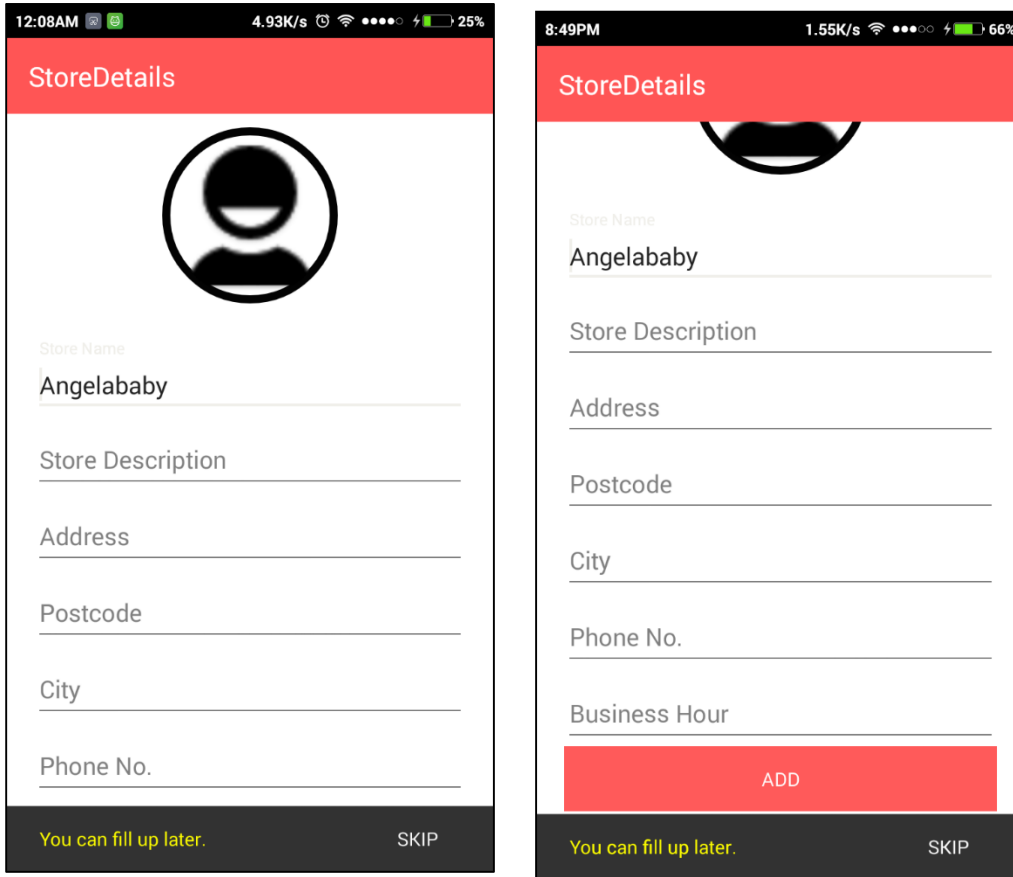 12:08AM 4.93K/s 25%
StoreDetails
Store Name
Angelababy
Store Description
Address
Postcode
City
Phone No.
You can fill up later. SKIP
8:49PM 1.55K/s 66%
StoreDetails
Store Name
Angelababy
Store Description
Address
Postcode
City
Phone No.
Business Hour
ADD
You can fill up later. SKIP